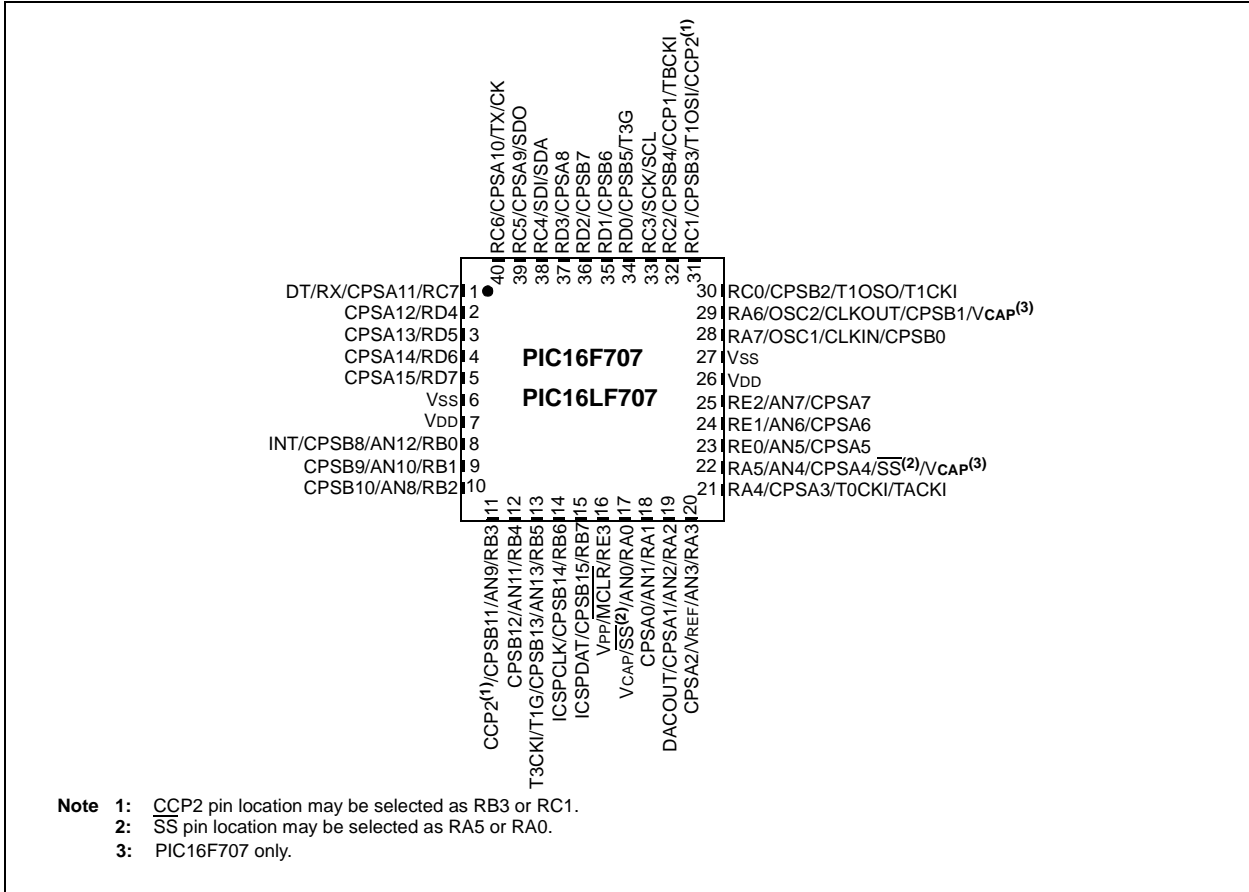 40 RC6/CPSA10/TX/CK
39 RC5/CPSA9/SDO
38 RC4/SDI/SDA
37 RD3/CPSA8
36 RD2/CPSB7
35 RD1/CPSB6
34 RD0/CPSB5/T3G
33 RC3/SCK/SCL
32 RC2/CPSB4/CCP1/TBCKI
31 RC1/CPSB3/T1OSI/CCP2(1)
DT/RX/CPSA11/RC7 1
CPSA12/RD4 2
CPSA13/RD5 3
CPSA14/RD6 4
CPSA15/RD7 5
VSS 6
VDD 7
INT/CPSB8/AN12/RB0 8
CPSB9/AN10/RB1 9
CPSB10/AN8/RB2 10
PIC16F707
PIC16LF707
30 RC0/CPSB2/T1OSO/T1CKI
29 RA6/OSC2/CLKOUT/CPSB1/VCAP(3)
28 RA7/OSC1/CLKIN/CPSB0
27 VSS
26 VDD
25 RE2/AN7/CPSA7
24 RE1/AN6/CPSA6
23 RE0/AN5/CPSA5
22 RA5/AN4/CPSA4/SS(2)/VCAP(3)
21 RA4/CPSA3/T0CKI/TACKI
CCP2(1)/CPSB11/AN9/RB3 11
CPSB12/AN11/RB4 12
T3CKI/T1G/CPSB13/AN13/RB5 13
ICSPCLK/CPSB14/RB6 14
ICSPDAT/CPSB15/RB7 15
VPP/MCLR/RE3 16
VCAP/SS(2)/AN0/RA0 17
CPSA0/AN1/RA1 18
DACOUT/CPSA1/AN2/RA2 19
CPSA2/VREF/AN3/RA3 20
Note 1: CCP2 pin location may be selected as RB3 or RC1.
2: SS pin location may be selected as RA5 or RA0.
3: PIC16F707 only.